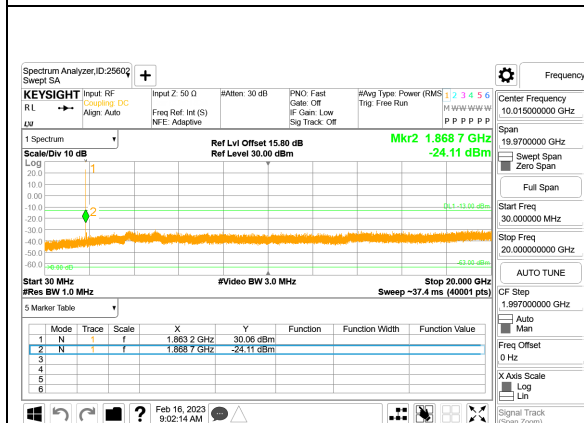 Spectrum Analyzer,ID:25602
Swept SA
+
Frequency
KEYSIGHT
RL
Input: RF
Coupling: DC
Align: Auto
Input Z: 50 Ω
Freq Ref: Int (S)
NFE: Adaptive
#Atten: 30 dB
PNO: Fast
Gate: Off
IF Gain: Low
Sig Track: Off
#Avg Type: Power (RMS
Trig: Free Run
1 2 3 4 5 6
M W W W W W
P P P P P P
1 Spectrum
Scale/Div 10 dB
Ref Lvl Offset 15.80 dB
Ref Level 30.00 dBm
Mkr2 1.868 7 GHz
-24.11 dBm
Log
1
20.0
10.0
0.00
-10.0
DL1 -13.00 dBm
2
-20.0
-30.0
-40.0
-50.0
-60.0
Start 30 MHz
#Video BW 3.0 MHz
Stop 20.000 GHz
#Res BW 1.0 MHz
Sweep ~37.4 ms (40001 pts)
5 Marker Table
Mode Trace Scale X Y Function Function Width Function Value
1 N 1 f 1.863 2 GHz 30.06 dBm
2 N 1 f 1.868 7 GHz -24.11 dBm
3
4
5
6
Feb 16, 2023
9:02:14 AM
?
Center Frequency
10.015000000 GHz
Span
19.9700000 GHz
Swept Span
Zero Span
Full Span
Start Freq
30.000000 MHz
Stop Freq
20.000000000 GHz
AUTO TUNE
CF Step
1.997000000 GHz
Auto
Man
Freq Offset
0 Hz
X Axis Scale
Log
Lin
Signal Track
(Span Zoom)